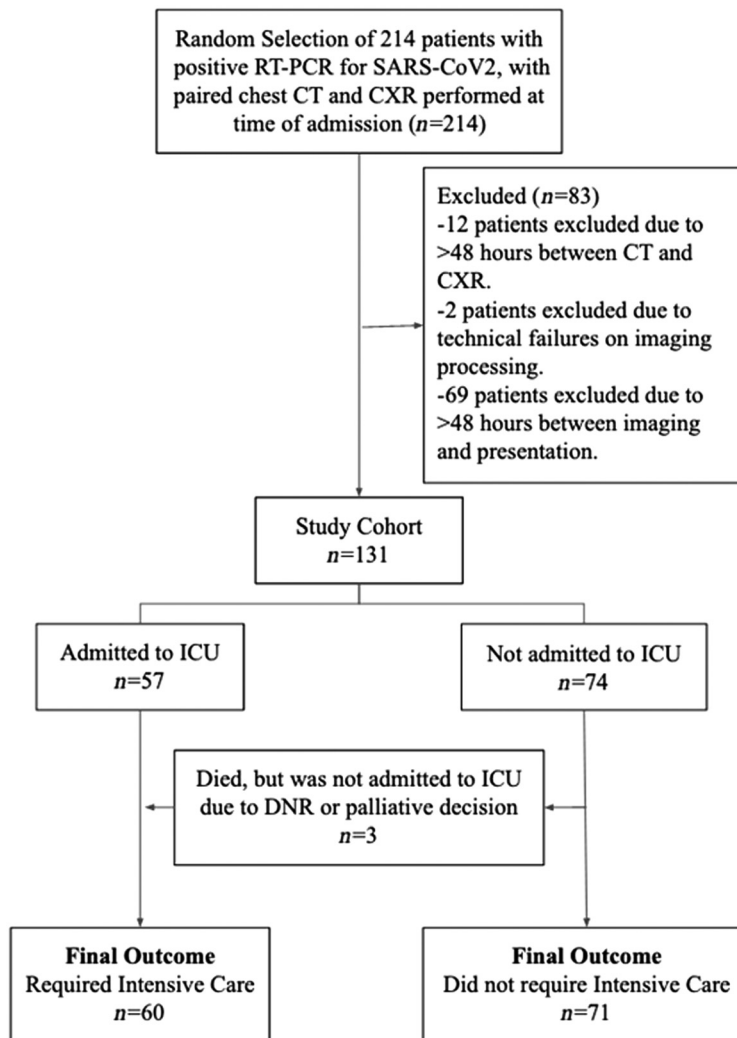 Random Selection of 214 patients with
positive RT-PCR for SARS-CoV2, with
paired chest CT and CXR performed at
time of admission (n=214)
Excluded (n=83)
-12 patients excluded due to
>48 hours between CT and
CXR.
-2 patients excluded due to
technical failures on imaging
processing.
-69 patients excluded due to
>48 hours between imaging
and presentation.
Study Cohort
n=131
Admitted to ICU
n=57
Not admitted to ICU
n=74
Died, but was not admitted to ICU
due to DNR or palliative decision
n=3
Final Outcome
Required Intensive Care
n=60
Final Outcome
Did not require Intensive Care
n=71